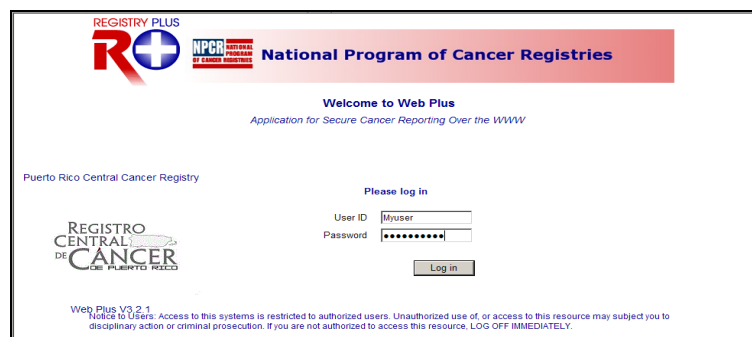 REGISTRY PLUS
NPCR NATIONAL PROGRAM OF CANCER REGISTRIES
National Program of Cancer Registries
Welcome to Web Plus
Application for Secure Cancer Reporting Over the WWW
Puerto Rico Central Cancer Registry
Please log in
User ID Myuser
Password ●●●●●●●●●●
REGISTRO
CENTRAL
DE CÁNCER
DE PUERTO RICO
Log in
Web Plus V3.2.1
Notice to Users: Access to this systems is restricted to authorized users. Unauthorized use of, or access to this resource may subject you to
disciplinary action or criminal prosecution. If you are not authorized to access this resource, LOG OFF IMMEDIATELY.